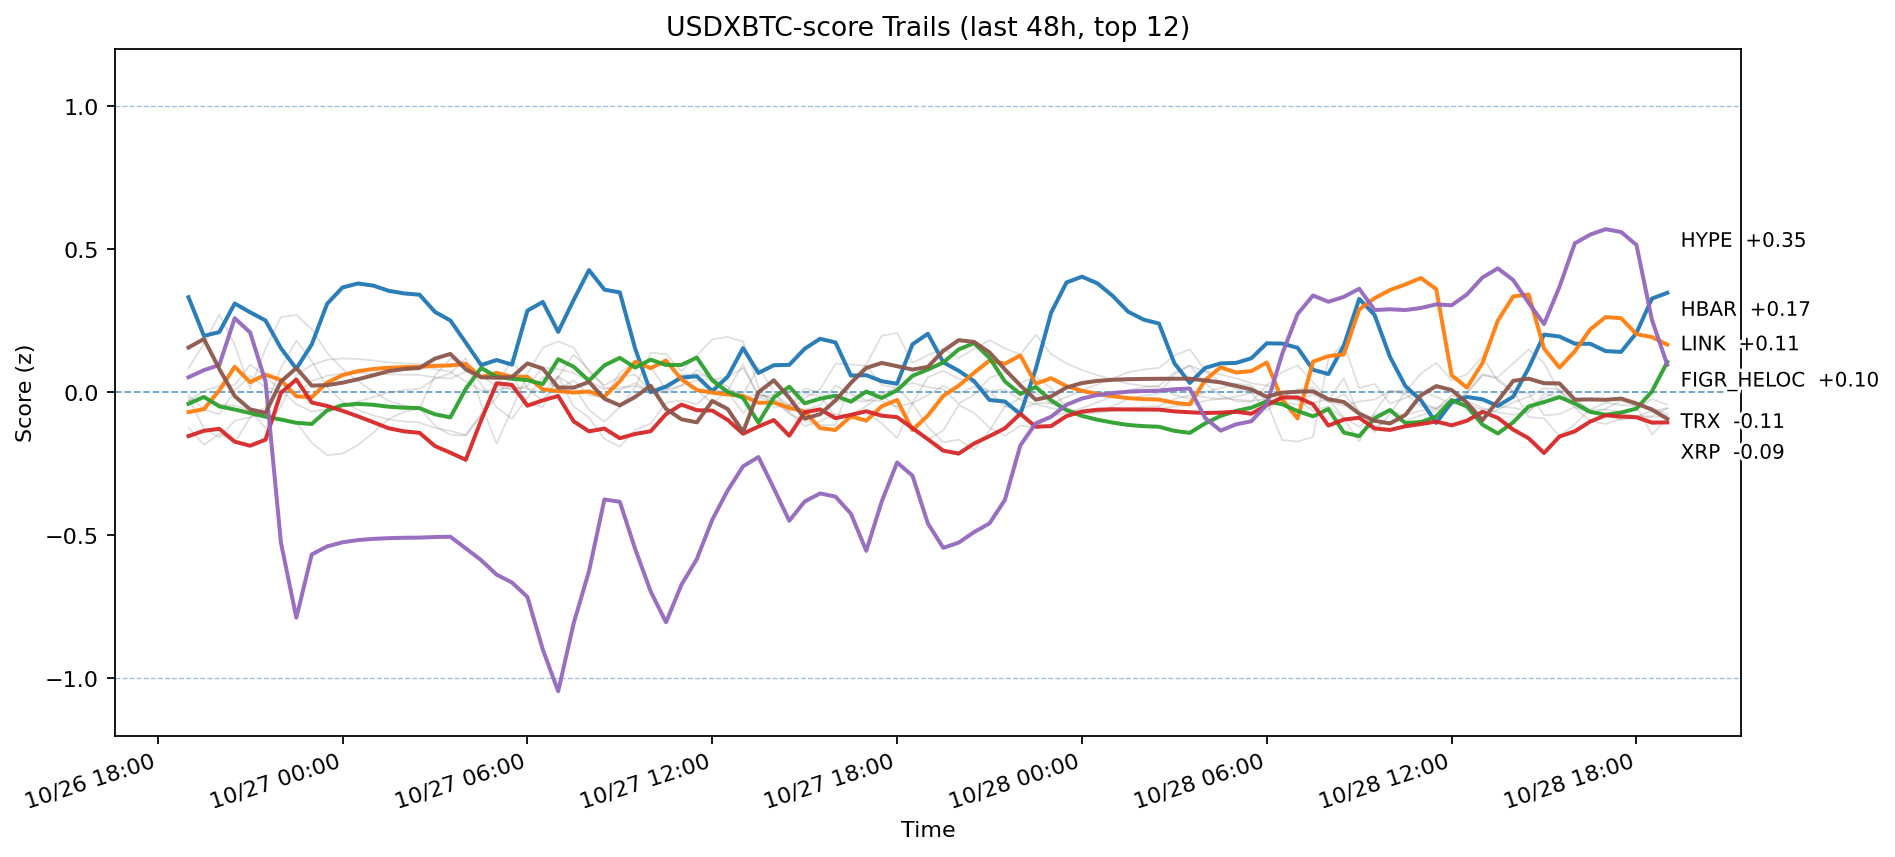 USDXBTC-score Trails (last 48h, top 12)
Score (z)
1.0
0.5
0.0
−0.5
−1.0
HYPE +0.35
HBAR +0.17
LINK +0.11
FIGR_HELOC +0.10
TRX -0.11
XRP -0.09
10/26 18:00
10/27 00:00
10/27 06:00
10/27 12:00
10/27 18:00
10/28 00:00
10/28 06:00
10/28 12:00
10/28 18:00
Time